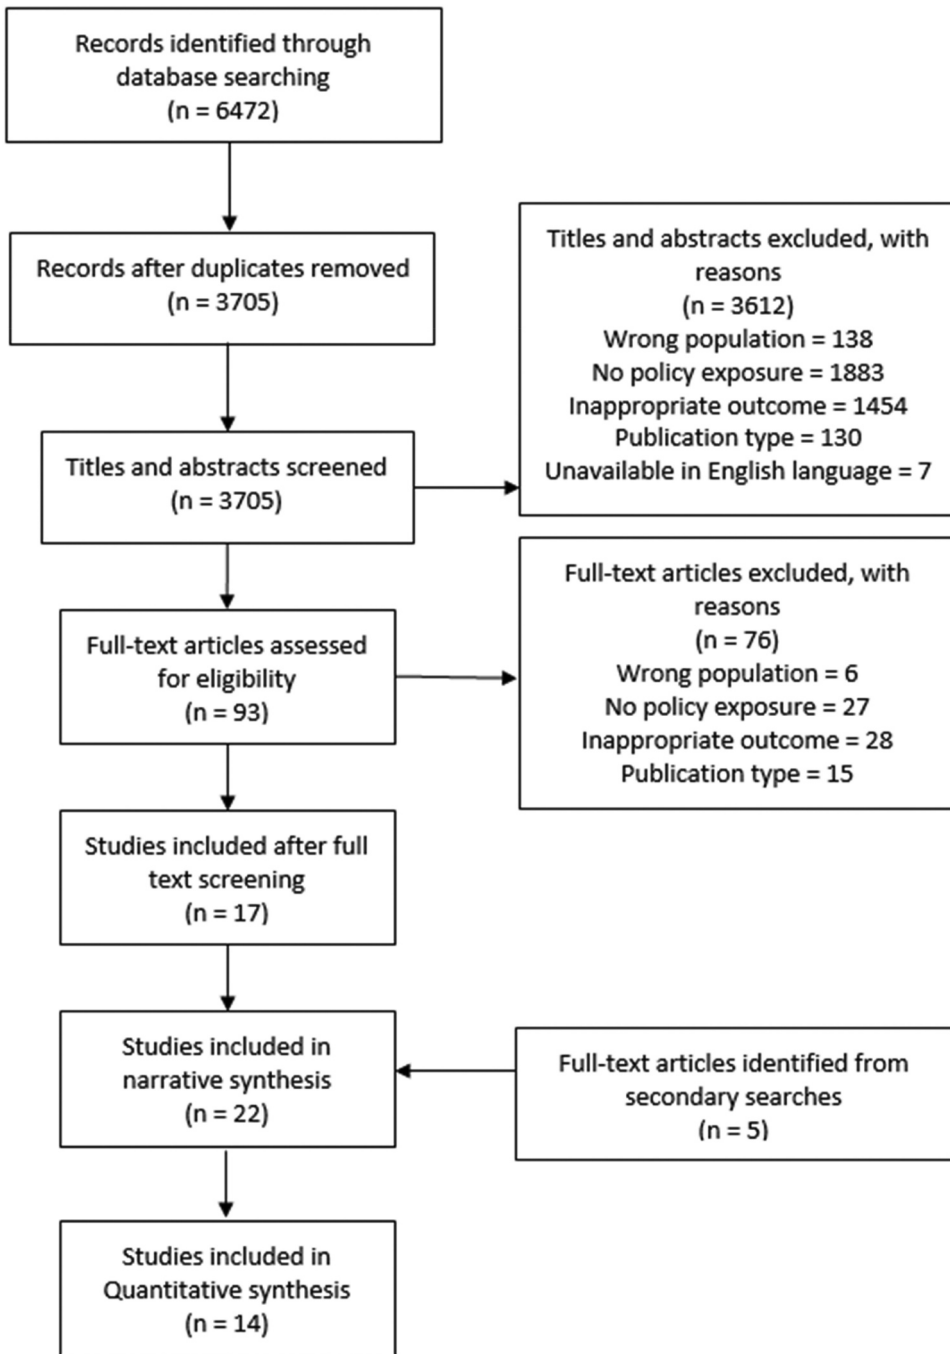 Records identified through
database searching
(n = 6472)
Records after duplicates removed
(n = 3705)
Titles and abstracts screened
(n = 3705)
Titles and abstracts excluded, with
reasons
(n = 3612)
Wrong population = 138
No policy exposure = 1883
Inappropriate outcome = 1454
Publication type = 130
Unavailable in English language = 7
Full-text articles assessed
for eligibility
(n = 93)
Full-text articles excluded, with
reasons
(n = 76)
Wrong population = 6
No policy exposure = 27
Inappropriate outcome = 28
Publication type = 15
Studies included after full
text screening
(n = 17)
Studies included in
narrative synthesis
(n = 22)
Full-text articles identified from
secondary searches
(n = 5)
Studies included in
Quantitative synthesis
(n = 14)